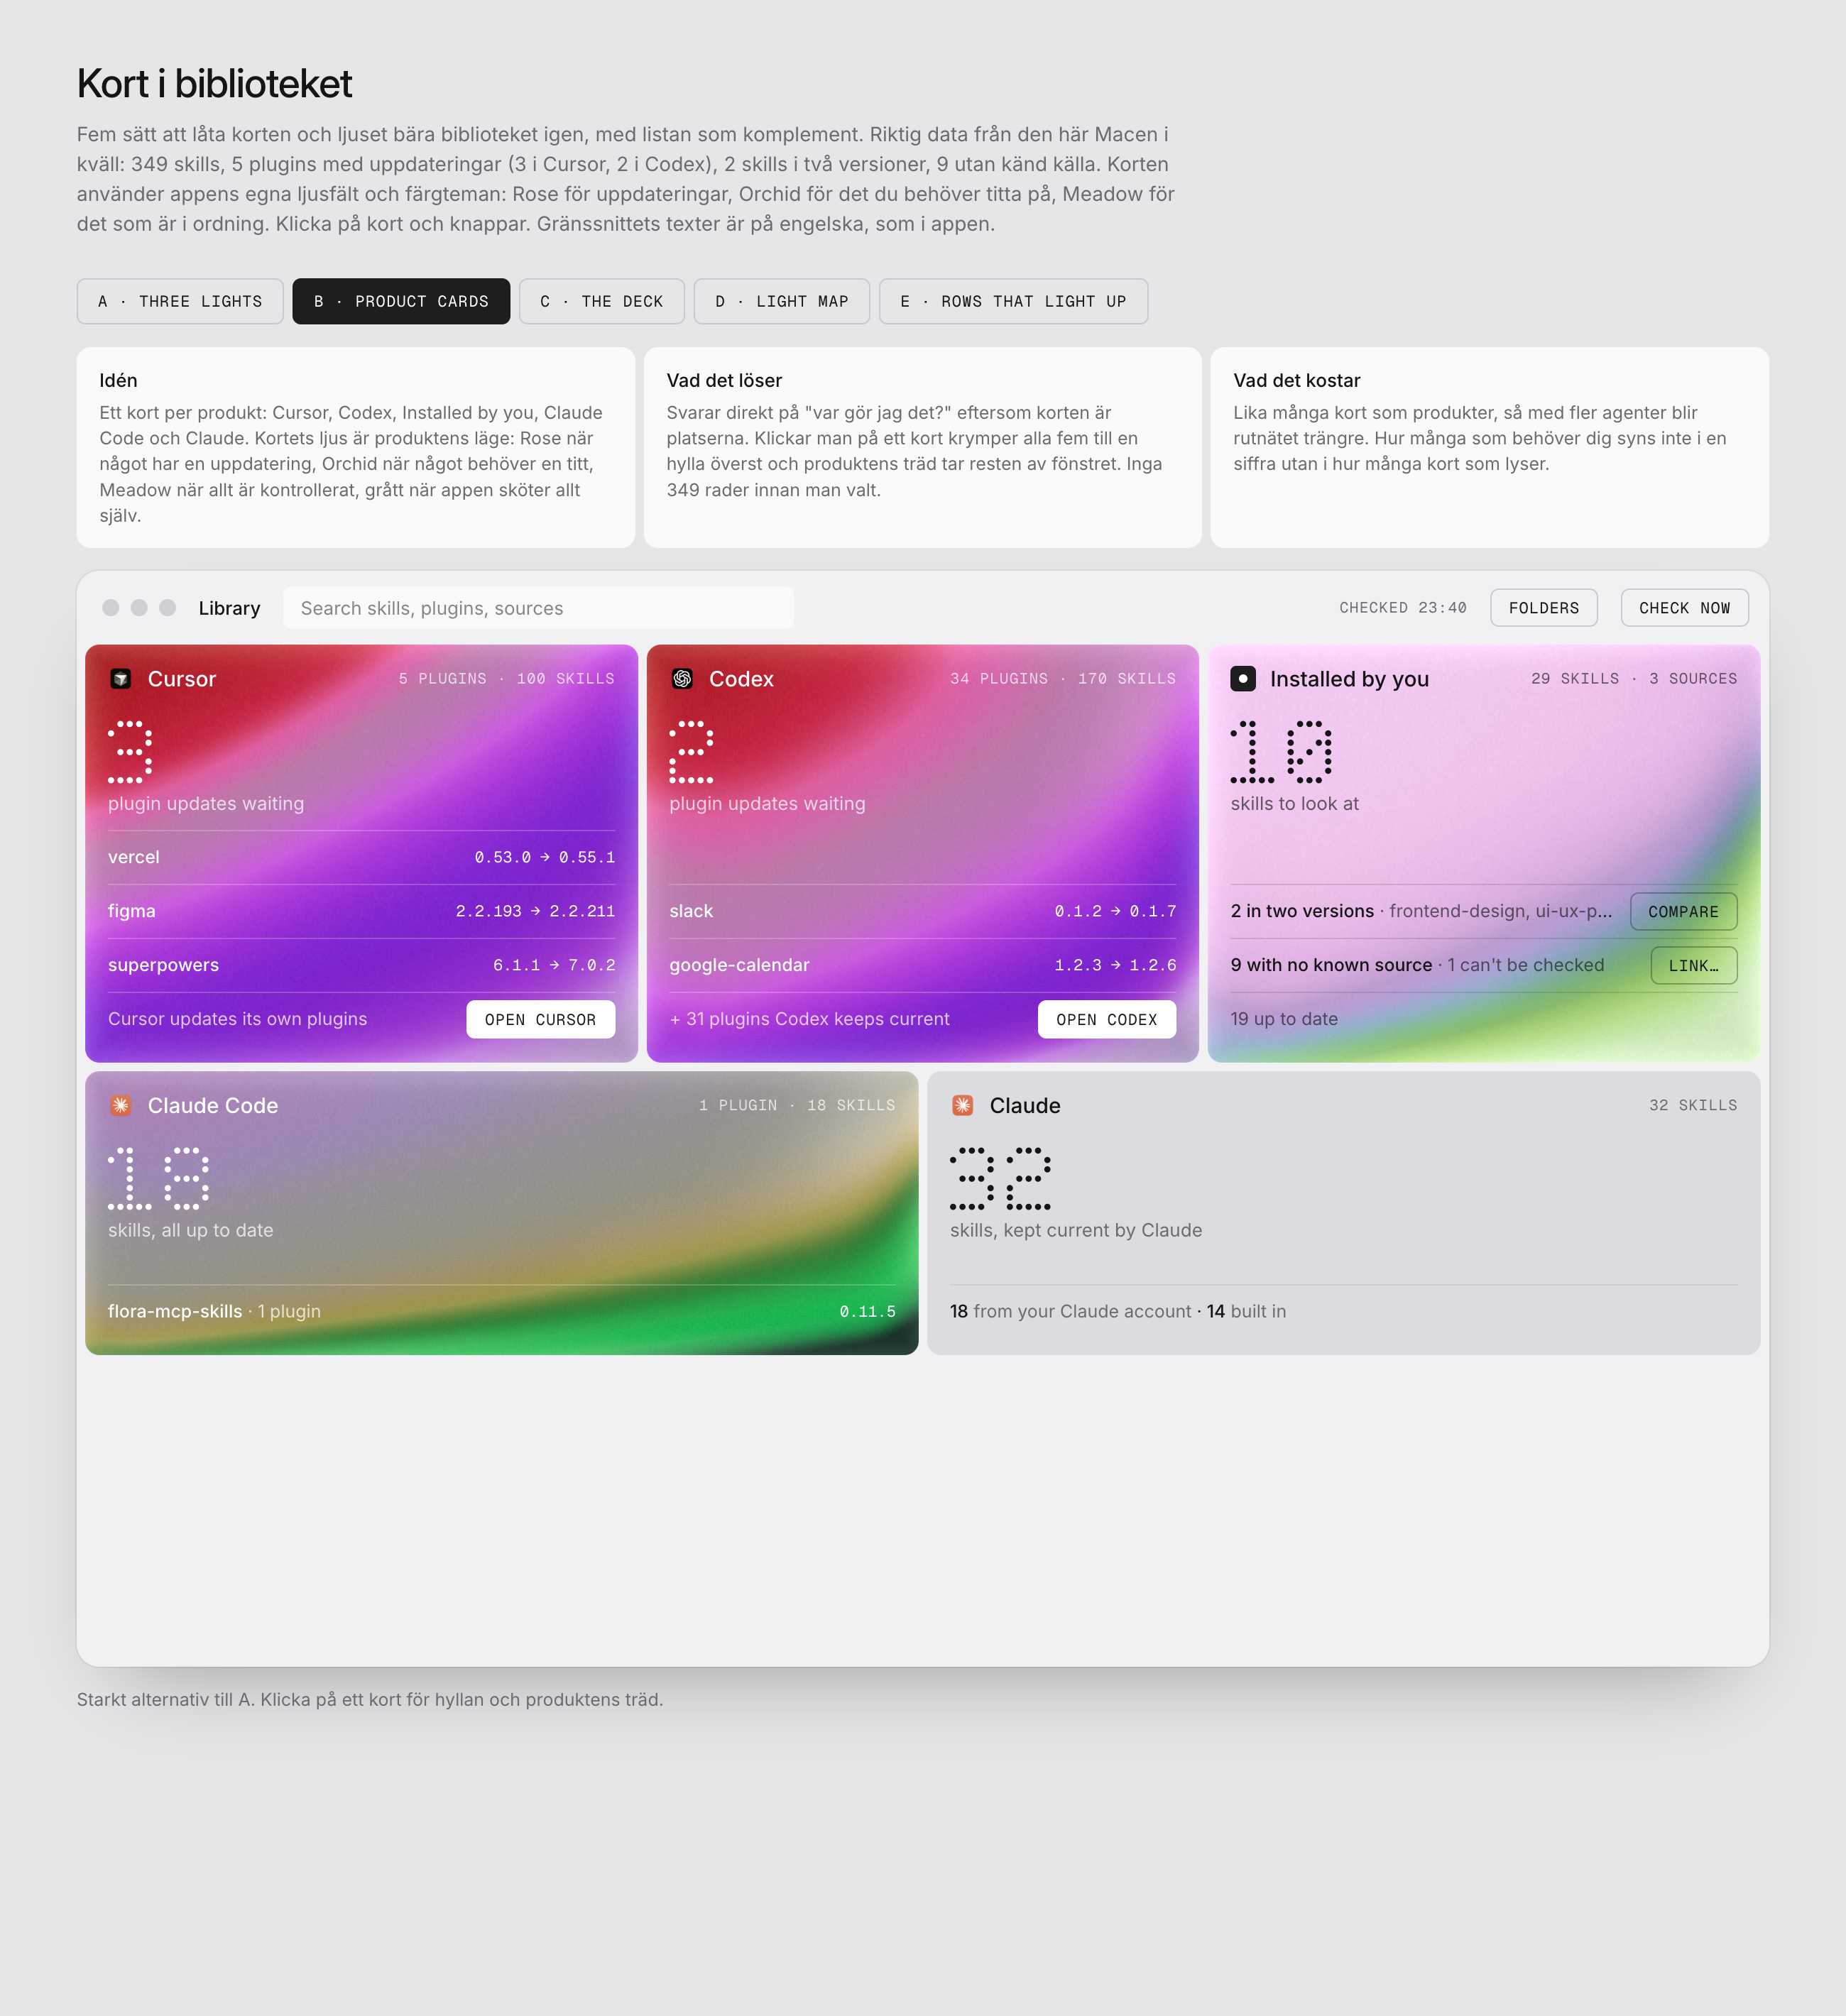 Kort i biblioteket
Fem sätt att låta korten och ljuset bära biblioteket igen, med listan som komplement. Riktig data från den här Macen i
kväll: 349 skills, 5 plugins med uppdateringar (3 i Cursor, 2 i Codex), 2 skills i två versioner, 9 utan känd källa. Korten
använder appens egna ljusfält och färgteman: Rose för uppdateringar, Orchid för det du behöver titta på, Meadow för
det som är i ordning. Klicka på kort och knappar. Gränssnittets texter är på engelska, som i appen.
A · THREE LIGHTS
B · PRODUCT CARDS
C · THE DECK
D · LIGHT MAP
E · ROWS THAT LIGHT UP
Idén
Ett kort per produkt: Cursor, Codex, Installed by you, Claude
Code och Claude. Kortets ljus är produktens läge: Rose när
något har en uppdatering, Orchid när något behöver en titt,
Meadow när allt är kontrollerat, grått när appen sköter allt
själv.
Vad det löser
Svarar direkt på "var gör jag det?" eftersom korten är
platserna. Klickar man på ett kort krymper alla fem till en
hylla överst och produktens träd tar resten av fönstret. Inga
349 rader innan man valt.
Vad det kostar
Lika många kort som produkter, så med fler agenter blir
rutnätet trängre. Hur många som behöver dig syns inte i en
siffra utan i hur många kort som lyser.
Library
Search skills, plugins, sources
CHECKED 23:40
FOLDERS
CHECK NOW
Cursor
5 PLUGINS · 100 SKILLS
3
plugin updates waiting
vercel
0.53.0 → 0.55.1
figma
2.2.193 → 2.2.211
superpowers
6.1.1 → 7.0.2
Cursor updates its own plugins
OPEN CURSOR
Codex
34 PLUGINS · 170 SKILLS
2
plugin updates waiting
slack
0.1.2 → 0.1.7
google-calendar
1.2.3 → 1.2.6
+ 31 plugins Codex keeps current
OPEN CODEX
Installed by you
29 SKILLS · 3 SOURCES
10
skills to look at
2 in two versions · frontend-design, ui-ux-p...
COMPARE
9 with no known source · 1 can't be checked
LINK…
19 up to date
Claude Code
1 PLUGIN · 18 SKILLS
18
skills, all up to date
flora-mcp-skills · 1 plugin
0.11.5
Claude
32 SKILLS
32
skills, kept current by Claude
18 from your Claude account · 14 built in
Starkt alternativ till A. Klicka på ett kort för hyllan och produktens träd.